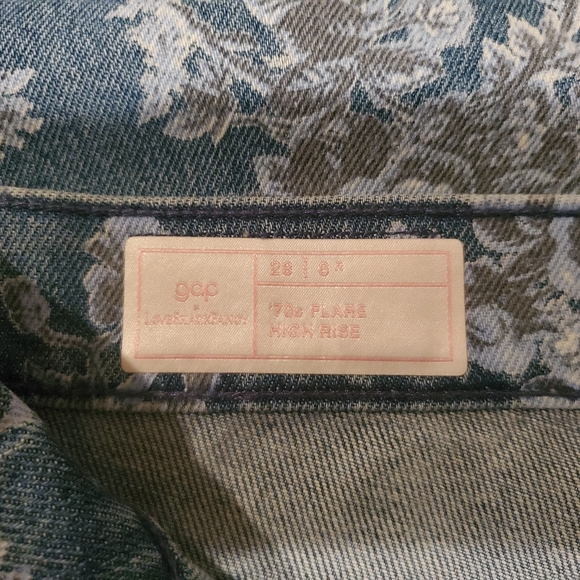 gap
×
LoveShackFancy
28 | 6 R
'70s FLARE
HIGH RISE